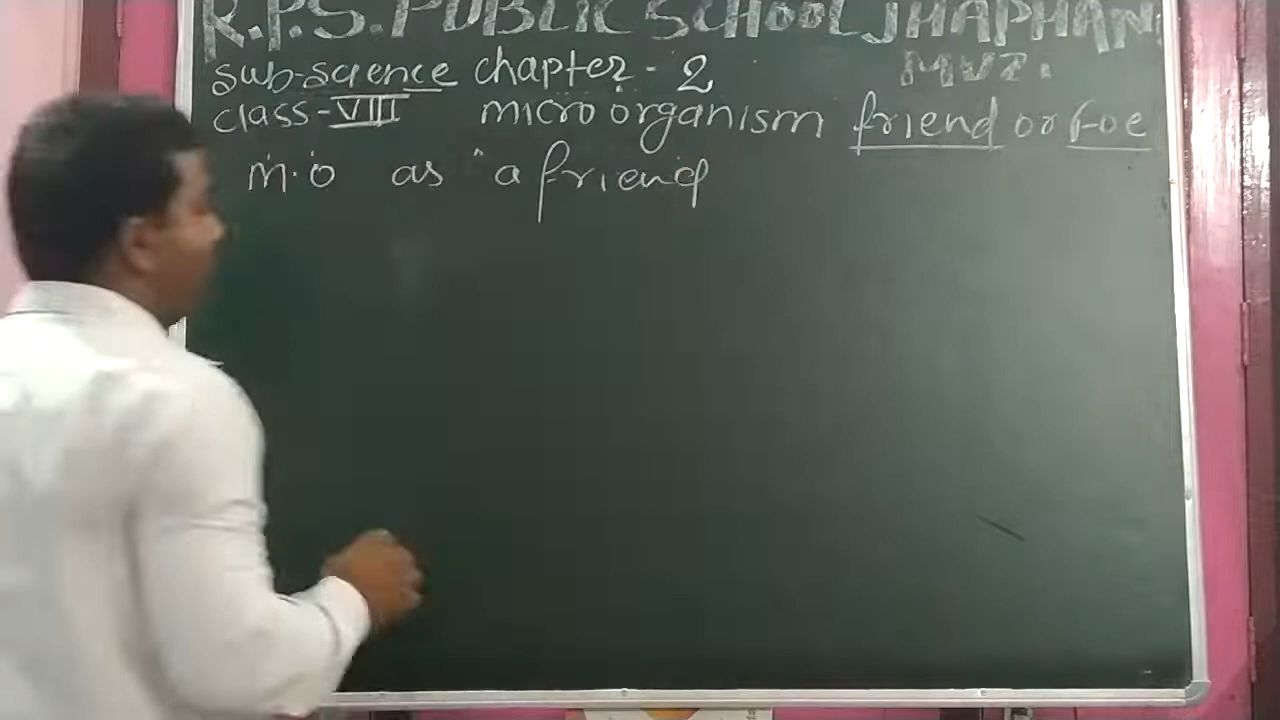 R.P.S. PUBLIC SCHOOL JHAPHAN
MUZ.
sub-science chapter - 2
class-VIII microorganism friend or Foe
M.O as a friend